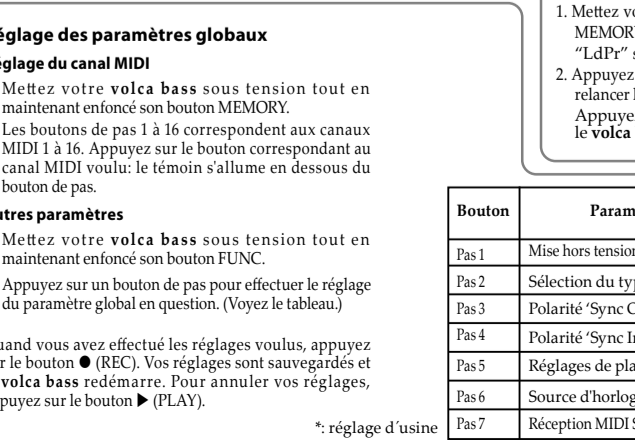 églage des paramètres globaux
églage du canal MIDI
Mettez votre volca bass sous tension tout en
maintenant enfoncé son bouton MEMORY.
Les boutons de pas 1 à 16 correspondent aux canaux
MIDI 1 à 16. Appuyez sur le bouton correspondant au
canal MIDI voulu: le témoin s'allume en dessous du
bouton de pas.
utres paramètres
Mettez votre volca bass sous tension tout en
maintenant enfoncé son bouton FUNC.
Appuyez sur un bouton de pas pour effectuer le réglage
du paramètre global en question. (Voyez le tableau.)
uand vous avez effectué les réglages voulus, appuyez
r le bouton ● (REC). Vos réglages sont sauvegardés et
volca bass redémarre. Pour annuler vos réglages,
puyez sur le bouton ▶ (PLAY).
*: réglage d´usine
1. Mettez vo
MEMOR
“LdPr” s
2. Appuyez
relancer l
Appuye
le volca
Bouton Param
Pas 1 Mise hors tension
Pas 2 Sélection du ty
Pas 3 Polarité ‘Sync O
Pas 4 Polarité ‘Sync In
Pas 5 Réglages de pla
Pas 6 Source d'horlog
Pas 7 Réception MIDI S